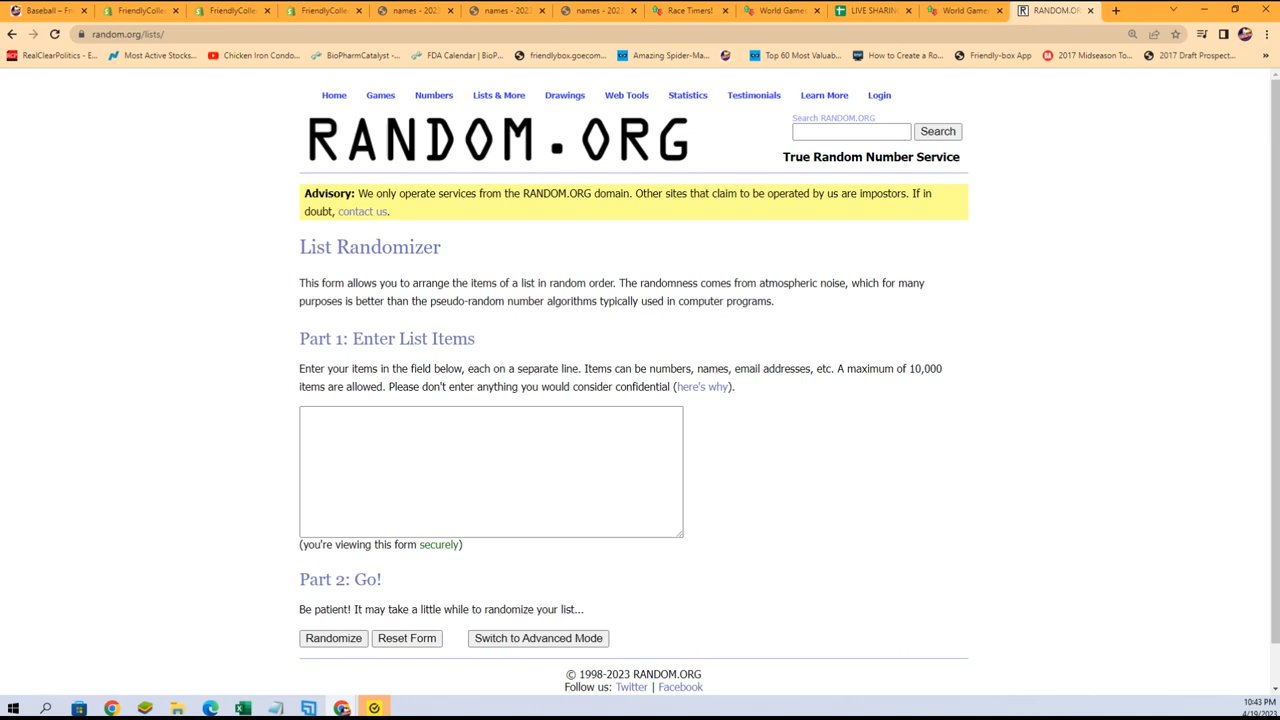 Baseball – Fri
FriendlyColle
FriendlyColle
FriendlyColle
names - 2023
names - 2023
names - 2023
Race Timers!
World Game
LIVE SHARING
World Game
RANDOM.OR
random.org/lists/
RealClearPolitics - E...
Most Active Stocks...
Chicken Iron Condo...
BioPharmCatalyst -...
FDA Calendar | BioP...
friendlybox.goecom...
Amazing Spider-Ma...
Top 60 Most Valuab...
How to Create a Ro...
Friendly-box App
2017 Midseason To...
2017 Draft Prospect...
»
Home Games Numbers Lists & More Drawings Web Tools Statistics Testimonials Learn More Login
RANDOM.ORG
Search RANDOM.ORG
Search
True Random Number Service
Advisory: We only operate services from the RANDOM.ORG domain. Other sites that claim to be operated by us are impostors. If in
doubt, contact us.
List Randomizer
This form allows you to arrange the items of a list in random order. The randomness comes from atmospheric noise, which for many
purposes is better than the pseudo-random number algorithms typically used in computer programs.
Part 1: Enter List Items
Enter your items in the field below, each on a separate line. Items can be numbers, names, email addresses, etc. A maximum of 10,000
items are allowed. Please don't enter anything you would consider confidential (here's why).
(you're viewing this form securely)
Part 2: Go!
Be patient! It may take a little while to randomize your list...
Randomize Reset Form Switch to Advanced Mode
© 1998-2023 RANDOM.ORG
Follow us: Twitter | Facebook
10:43 PM
4/19/2023